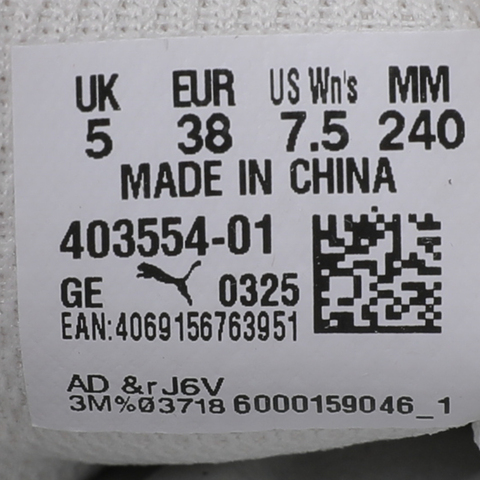 UK EUR US Wn's MM
5 38 7.5 240
MADE IN CHINA
403554-01
GE 0325
EAN:4069156763951
AD &rJ6V
3M%Ø3718 6000159046_1